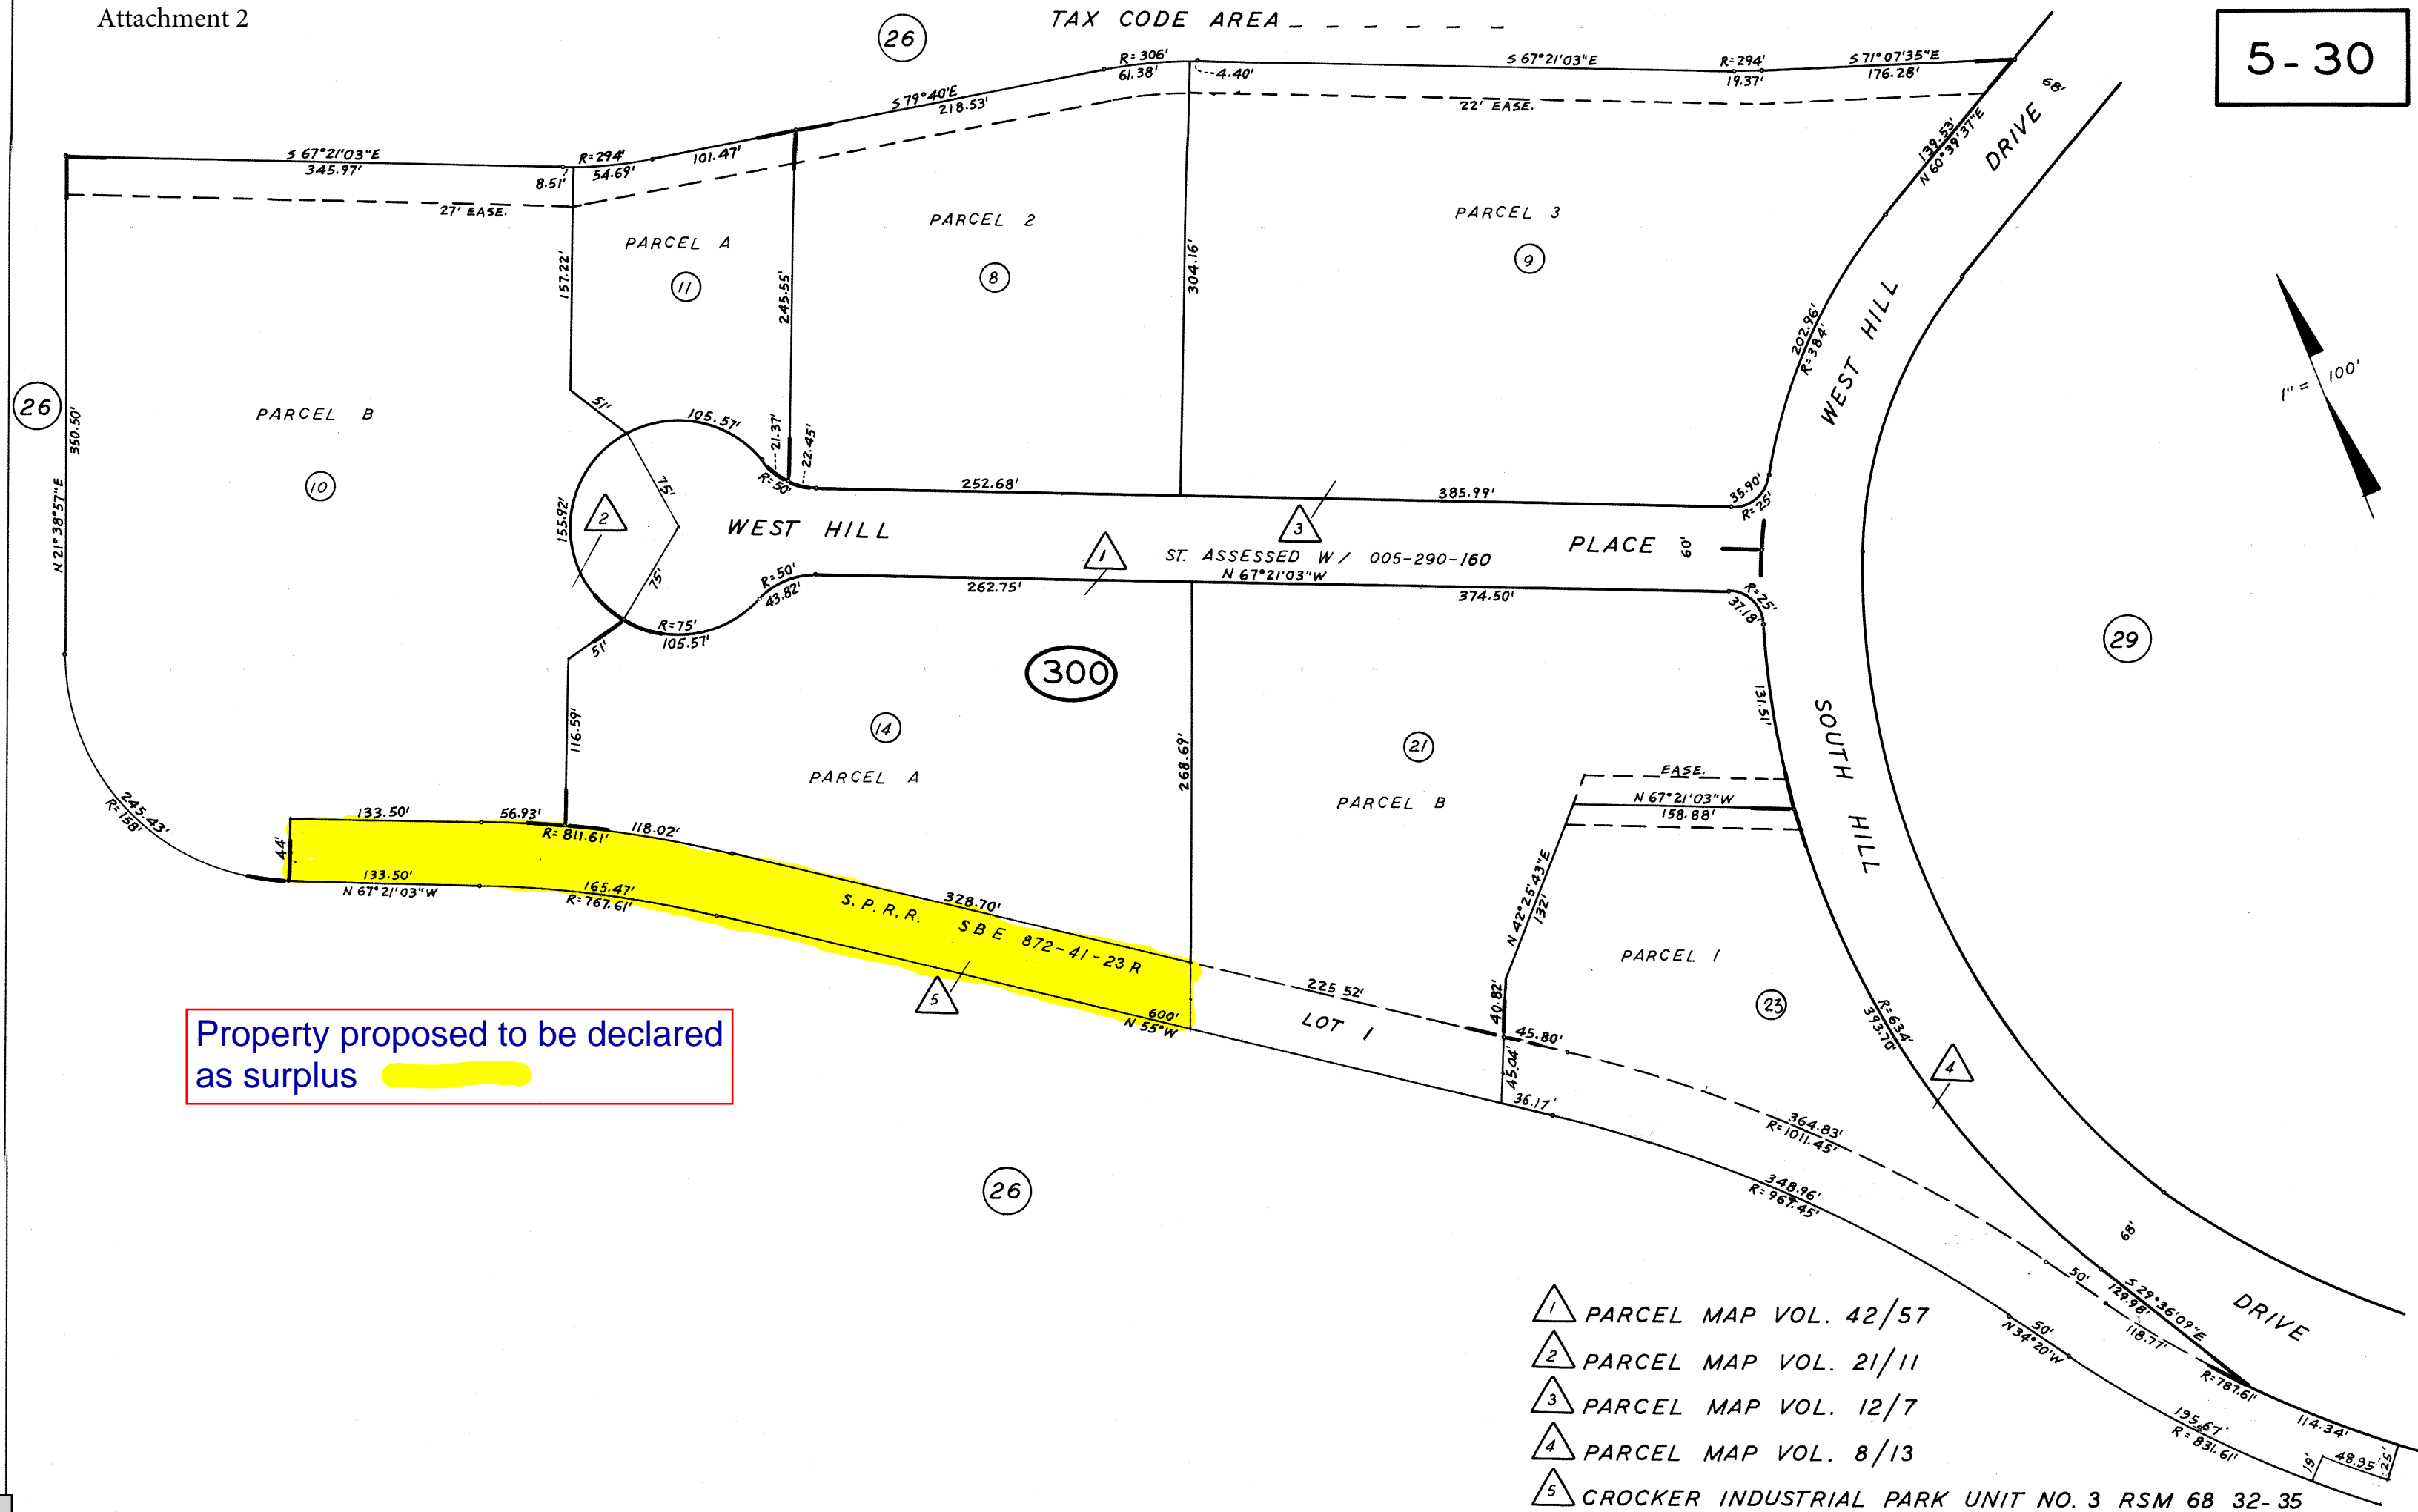 Attachment 2
TAX CODE AREA _ _ _ _ _ _
5-30
26
R=306'
61.38'
4.40'
S 67°21'03"E
R=294'
19.37'
S 71°07'35"E
176.28'
68'
S 79°40'E
218.53'
22' EASE.
139.53'
N 60°39'37"E
DRIVE
S 67°21'03"E
345.97'
R=294'
54.69'
8.51'
101.47'
27' EASE.
PARCEL A
11
PARCEL 2
8
PARCEL 3
9
157.22'
245.55'
304.16'
202.96'
R=384'
WEST HILL
1" = 100'
26
350.50'
N 21°38'57"E
PARCEL B
10
51'
105.57'
21.37'
22.45'
R=50'
75'
252.68'
385.99'
35.90'
R=25'
155.92'
2
WEST HILL
3
1
ST. ASSESSED W/ 005-290-160
PLACE
60'
N 67°21'03"W
75'
R=50'
43.82'
262.75'
374.50'
R=25'
37.18'
R=75'
105.57'
51'
29
300
131.51'
SOUTH HILL
116.59'
14
PARCEL A
268.69'
21
PARCEL B
EASE.
N 67°21'03"W
158.88'
245.43'
R=158'
44'
133.50'
56.93'
R=811.61'
118.02'
133.50'
N 67°21'03"W
165.47'
R=767.61'
328.70'
S.P.R.R. SBE 872-41-23R
N 42°25'43"E
132'
PARCEL 1
23
5
600'
N 55°W
225.52'
LOT 1
40.82'
45.80'
45.04'
36.17'
R=634'
393.70'
4
Property proposed to be declared
as surplus
364.83'
R=1011.45'
348.96'
R=967.45'
26
68'
50'
S 29°36'09"E
129.98'
118.77'
DRIVE
50'
N 34°20'W
R=787.61'
114.34'
195.67'
R=831.61'
19'
48.95'
25'
1 PARCEL MAP VOL. 42/57
2 PARCEL MAP VOL. 21/11
3 PARCEL MAP VOL. 12/7
4 PARCEL MAP VOL. 8/13
5 CROCKER INDUSTRIAL PARK UNIT NO. 3 RSM 68 32-35